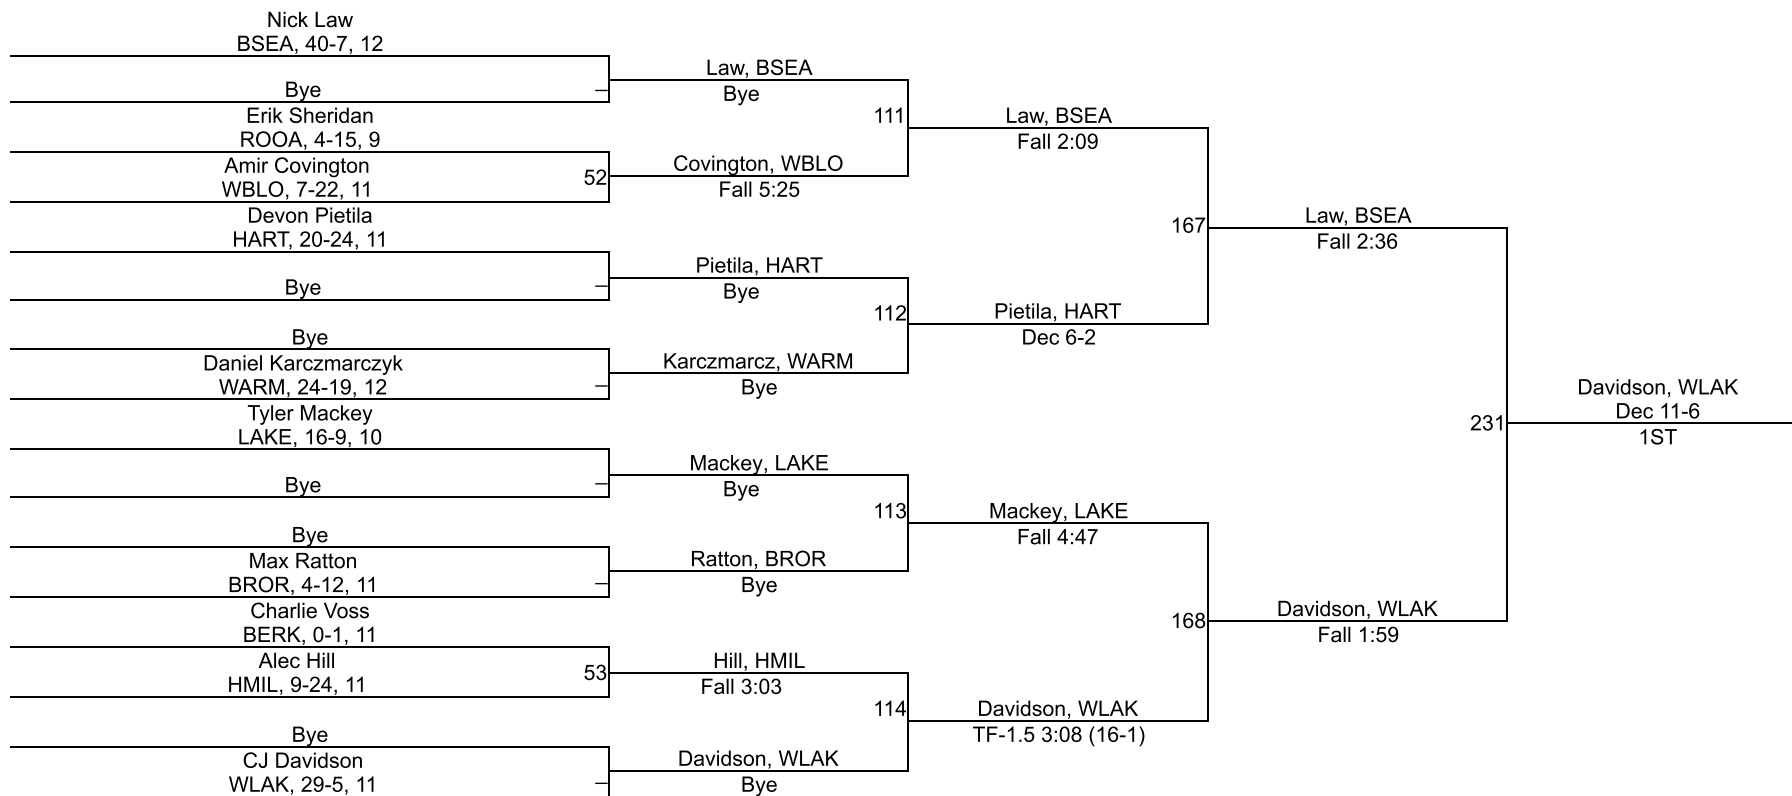 Nick Law
BSEA, 40-7, 12
Bye
–
Erik Sheridan
ROOA, 4-15, 9
Amir Covington
WBLO, 7-22, 11
52
Devon Pietila
HART, 20-24, 11
Bye
–
Bye
Daniel Karczmarczyk
WARM, 24-19, 12
–
Tyler Mackey
LAKE, 16-9, 10
Bye
–
Bye
Max Ratton
BROR, 4-12, 11
–
Charlie Voss
BERK, 0-1, 11
Alec Hill
HMIL, 9-24, 11
53
Bye
CJ Davidson
WLAK, 29-5, 11
–
Law, BSEA
Bye
111
Covington, WBLO
Fall 5:25
Pietila, HART
Bye
112
Karczmarcz, WARM
Bye
Mackey, LAKE
Bye
113
Ratton, BROR
Bye
Hill, HMIL
Fall 3:03
114
Davidson, WLAK
Bye
Law, BSEA
Fall 2:09
167
Pietila, HART
Dec 6-2
Mackey, LAKE
Fall 4:47
168
Davidson, WLAK
TF-1.5 3:08 (16-1)
Law, BSEA
Fall 2:36
231
Davidson, WLAK
Fall 1:59
Davidson, WLAK
Dec 11-6
1ST